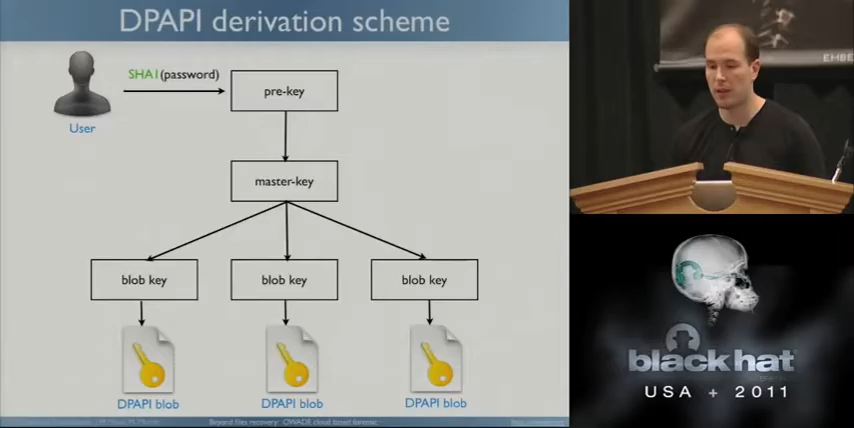 DPAPI derivation scheme
SHA1(password)
pre-key
User
master-key
blob key
blob key
blob key
DPAPI blob
DPAPI blob
DPAPI blob
Beyond files recovery: OWADE cloud based forensic
EHBE
black hat
USA + 2011